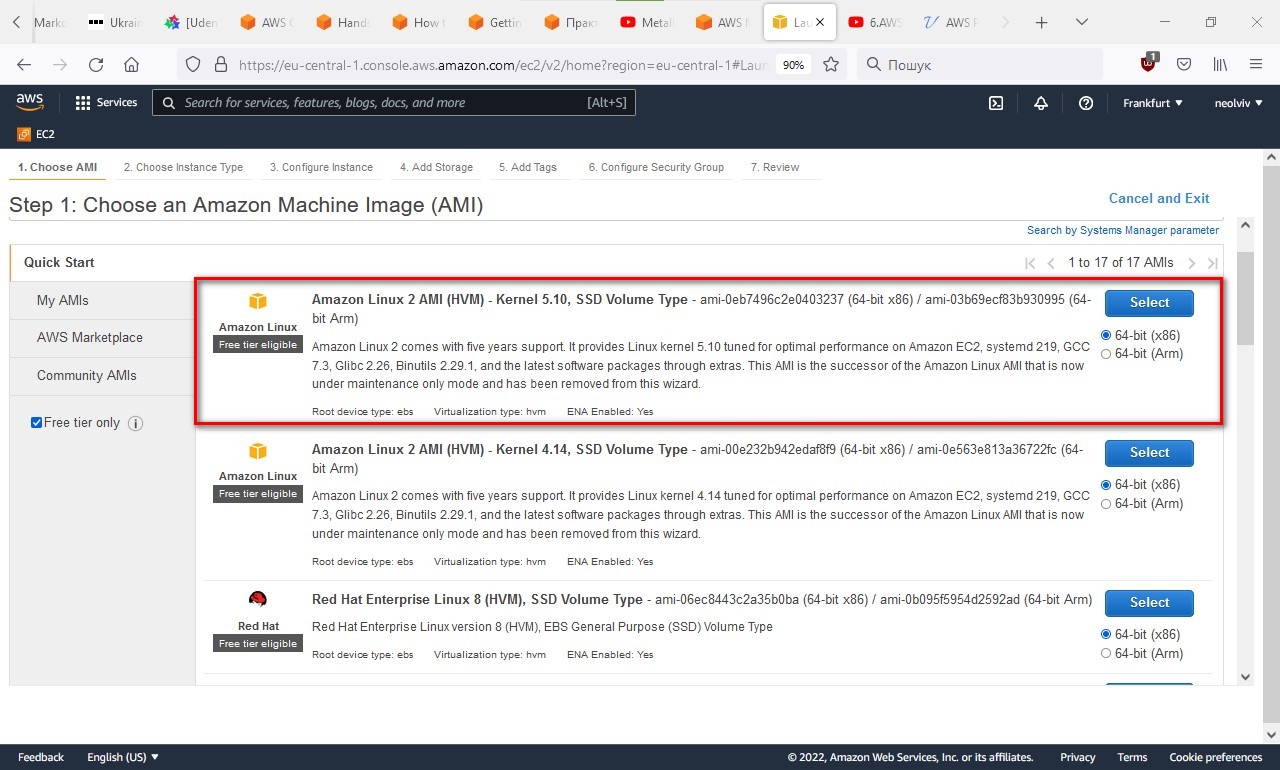 Marko
Ukrain
[Uden
AWS C
Hands
How t
Gettin
Практ
Metal
AWS M
Lau
6.AWS
AWS P
https://eu-central-1.console.aws.amazon.com/ec2/v2/home?region=eu-central-1#Laun
90%
Пошук
1
aws
Services
Search for services, features, blogs, docs, and more
[Alt+S]
Frankfurt
neolviv
EC2
1. Choose AMI
2. Choose Instance Type
3. Configure Instance
4. Add Storage
5. Add Tags
6. Configure Security Group
7. Review
Step 1: Choose an Amazon Machine Image (AMI)
Cancel and Exit
Search by Systems Manager parameter
Quick Start
1 to 17 of 17 AMIs
My AMIs
AWS Marketplace
Community AMIs
Free tier only
Amazon Linux
Free tier eligible
Amazon Linux 2 AMI (HVM) - Kernel 5.10, SSD Volume Type - ami-0eb7496c2e0403237 (64-bit x86) / ami-03b69ecf83b930995 (64-
bit Arm)
Amazon Linux 2 comes with five years support. It provides Linux kernel 5.10 tuned for optimal performance on Amazon EC2, systemd 219, GCC
7.3, Glibc 2.26, Binutils 2.29.1, and the latest software packages through extras. This AMI is the successor of the Amazon Linux AMI that is now
under maintenance only mode and has been removed from this wizard.
Root device type: ebs Virtualization type: hvm ENA Enabled: Yes
Select
64-bit (x86)
64-bit (Arm)
Amazon Linux
Free tier eligible
Amazon Linux 2 AMI (HVM) - Kernel 4.14, SSD Volume Type - ami-00e232b942edaf8f9 (64-bit x86) / ami-0e563e813a36722fc (64-
bit Arm)
Amazon Linux 2 comes with five years support. It provides Linux kernel 4.14 tuned for optimal performance on Amazon EC2, systemd 219, GCC
7.3, Glibc 2.26, Binutils 2.29.1, and the latest software packages through extras. This AMI is the successor of the Amazon Linux AMI that is now
under maintenance only mode and has been removed from this wizard.
Root device type: ebs Virtualization type: hvm ENA Enabled: Yes
Select
64-bit (x86)
64-bit (Arm)
Red Hat
Free tier eligible
Red Hat Enterprise Linux 8 (HVM), SSD Volume Type - ami-06ec8443c2a35b0ba (64-bit x86) / ami-0b095f5954d2592ad (64-bit Arm)
Red Hat Enterprise Linux version 8 (HVM), EBS General Purpose (SSD) Volume Type
Root device type: ebs Virtualization type: hvm ENA Enabled: Yes
Select
64-bit (x86)
64-bit (Arm)
Feedback
English (US)
© 2022, Amazon Web Services, Inc. or its affiliates.
Privacy
Terms
Cookie preferences